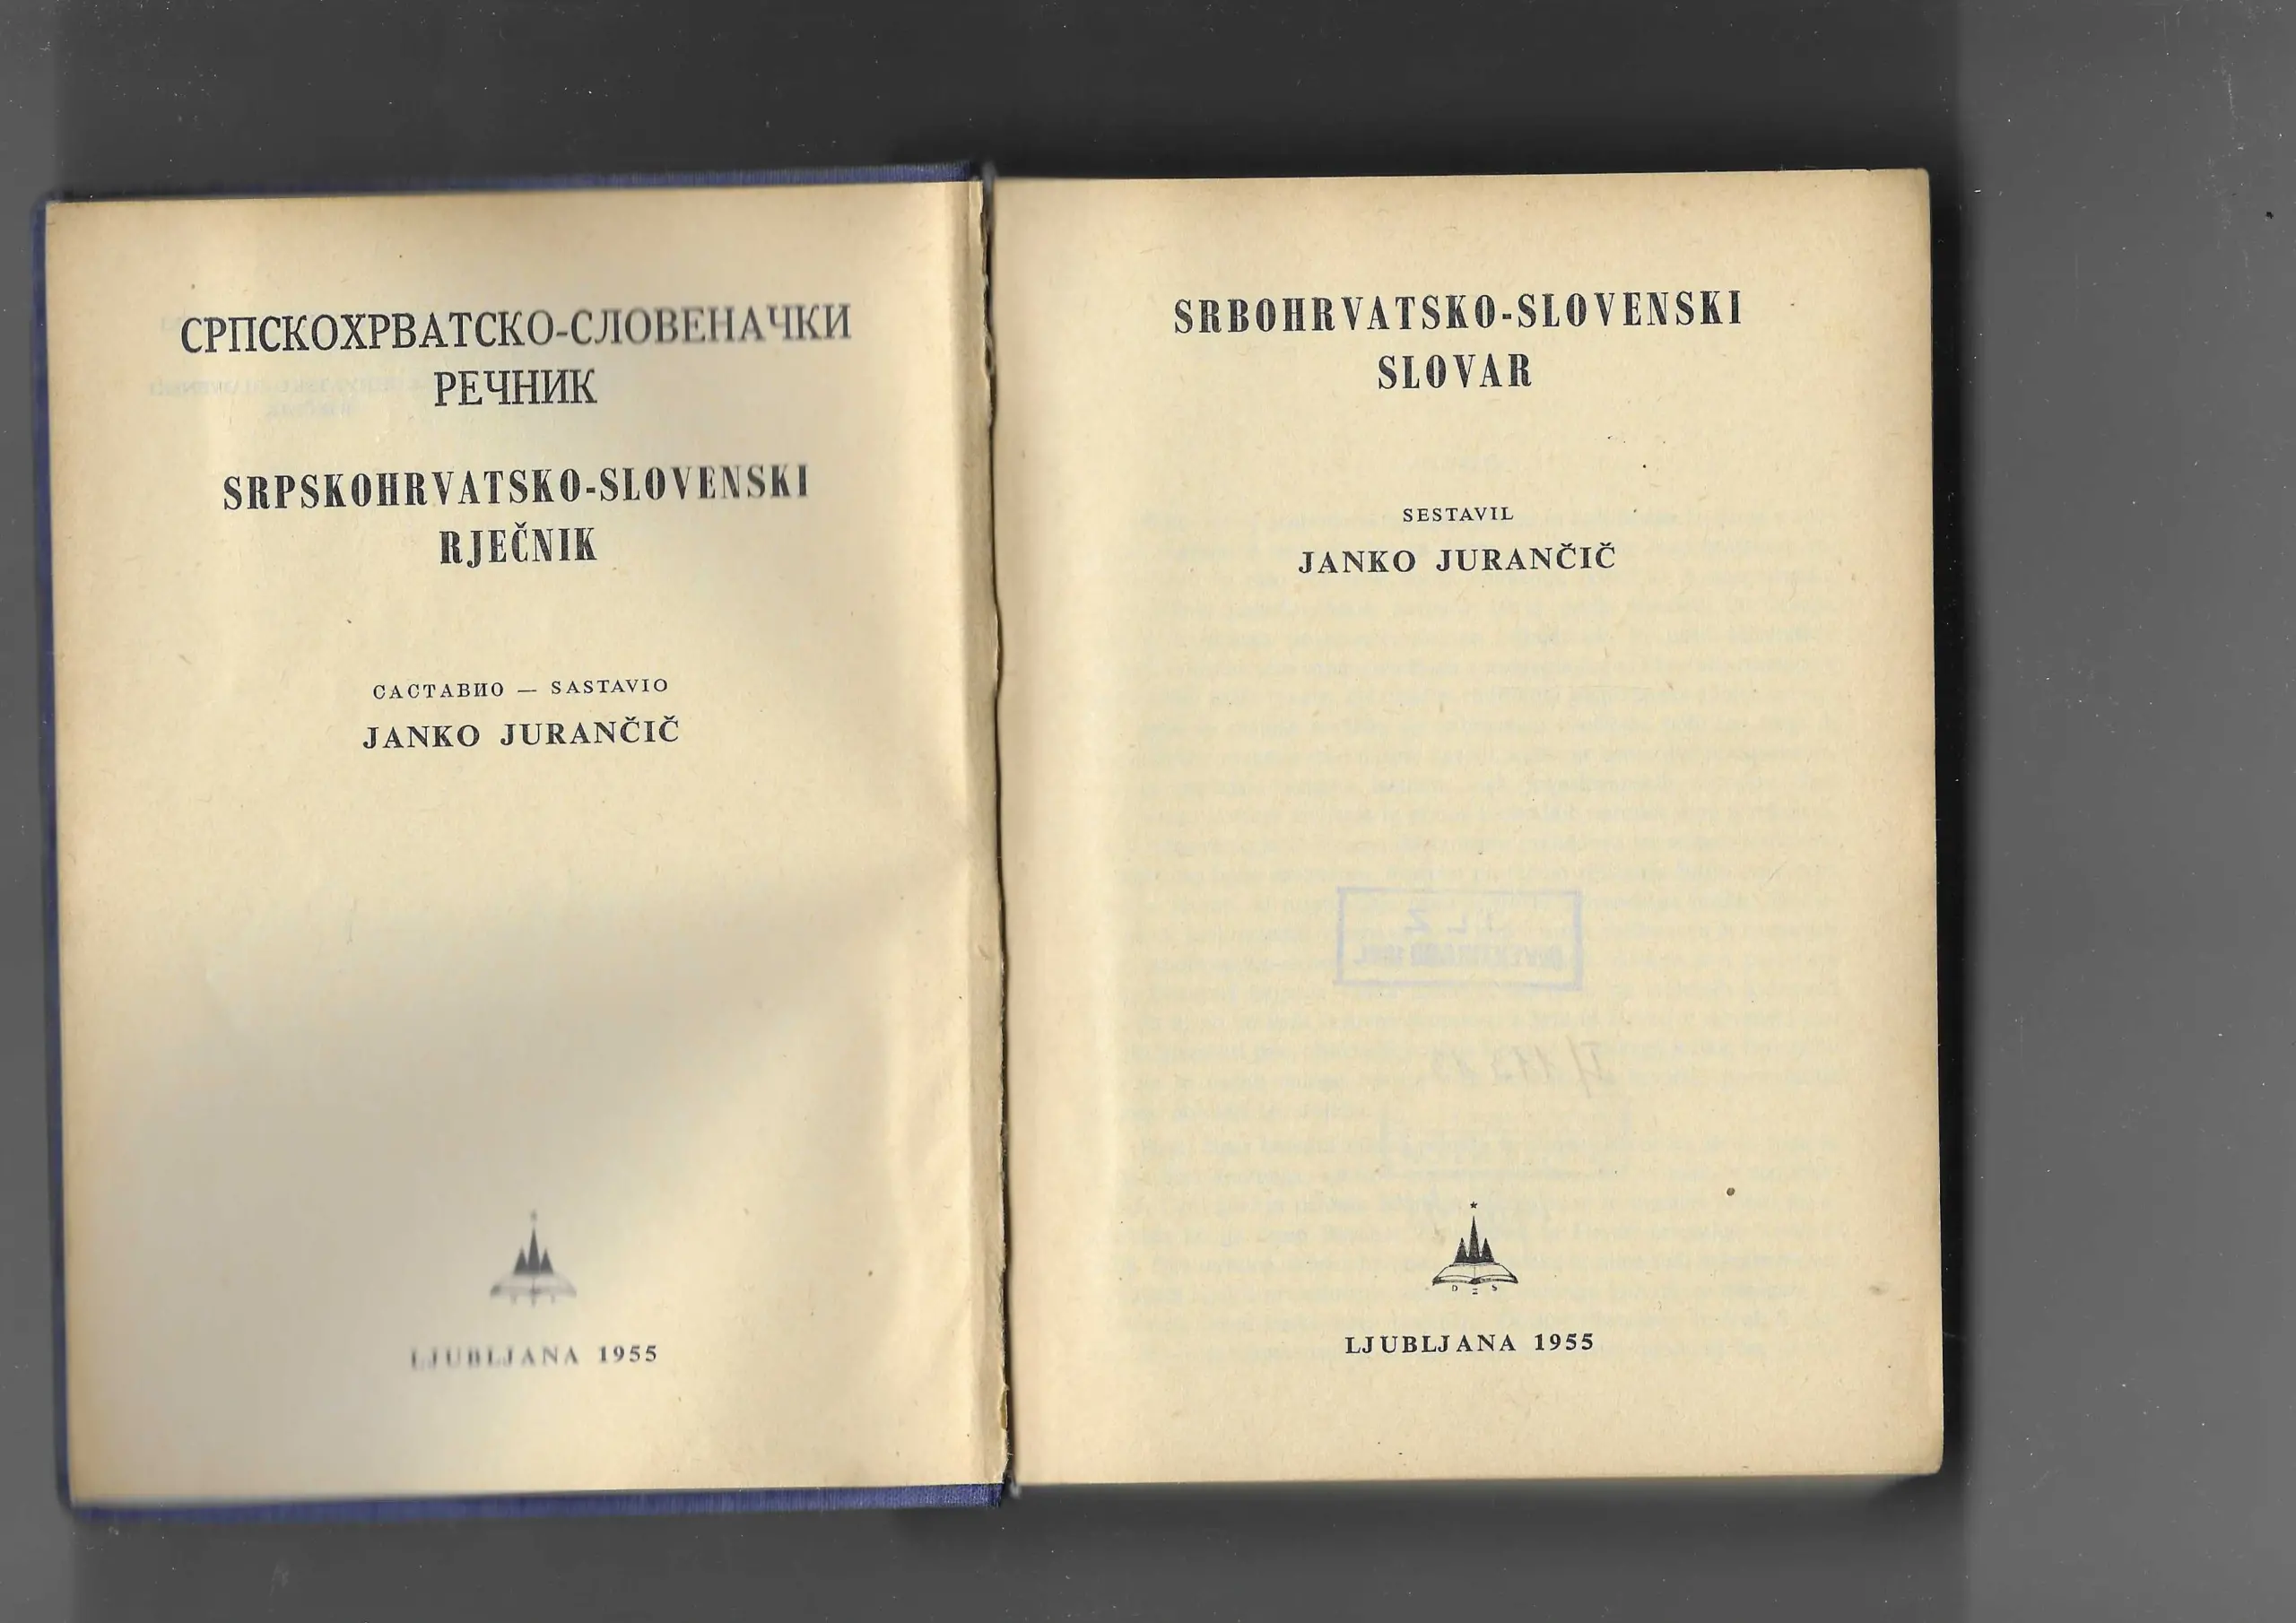 СРПСКОХРВАТСКО-СЛОВЕНАЧКИ
РЕЧНИК
SRPSKOHRVATSKO-SLOVENSKI
RJEČNIK
САСТАВИО — SASTAVIO
JANKO JURANČIČ
LJUBLJANA 1955
SRBOHRVATSKO-SLOVENSKI
SLOVAR
SESTAVIL
JANKO JURANČIČ
D Z S
LJUBLJANA 1955